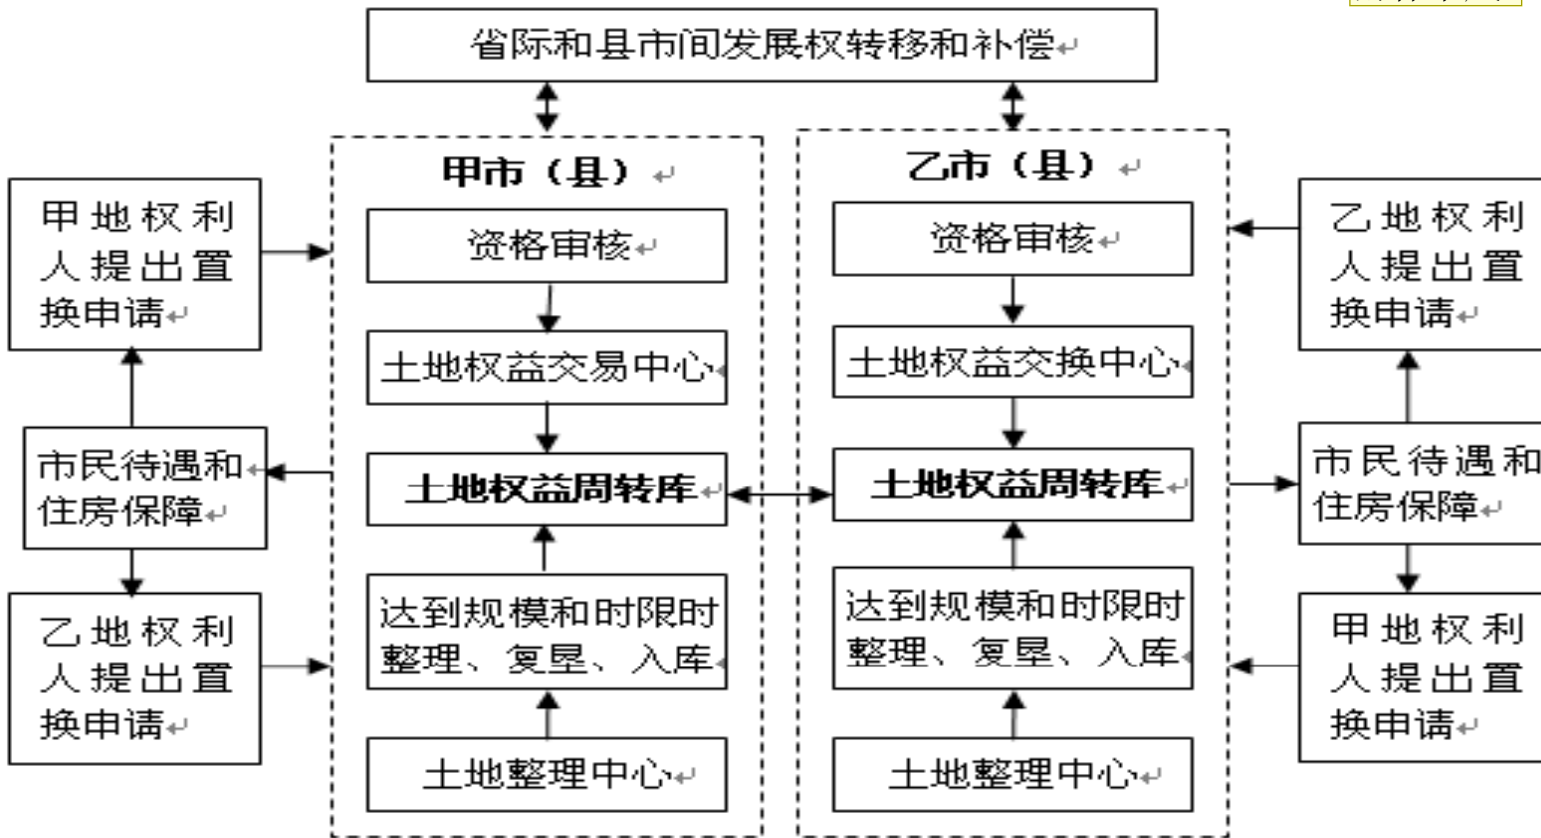 省际和县市间发展权转移和补偿
甲市（县）
资格审核
土地权益交易中心
土地权益周转库
达到规模和时限时
整理、复垦、入库
土地整理中心
乙市（县）
资格审核
土地权益交换中心
土地权益周转库
达到规模和时限时
整理、复垦、入库
土地整理中心
甲地权利
人提出置
换申请
市民待遇和
住房保障
乙地权利
人提出置
换申请
乙地权利
人提出置
换申请
市民待遇和
住房保障
甲地权利
人提出置
换申请